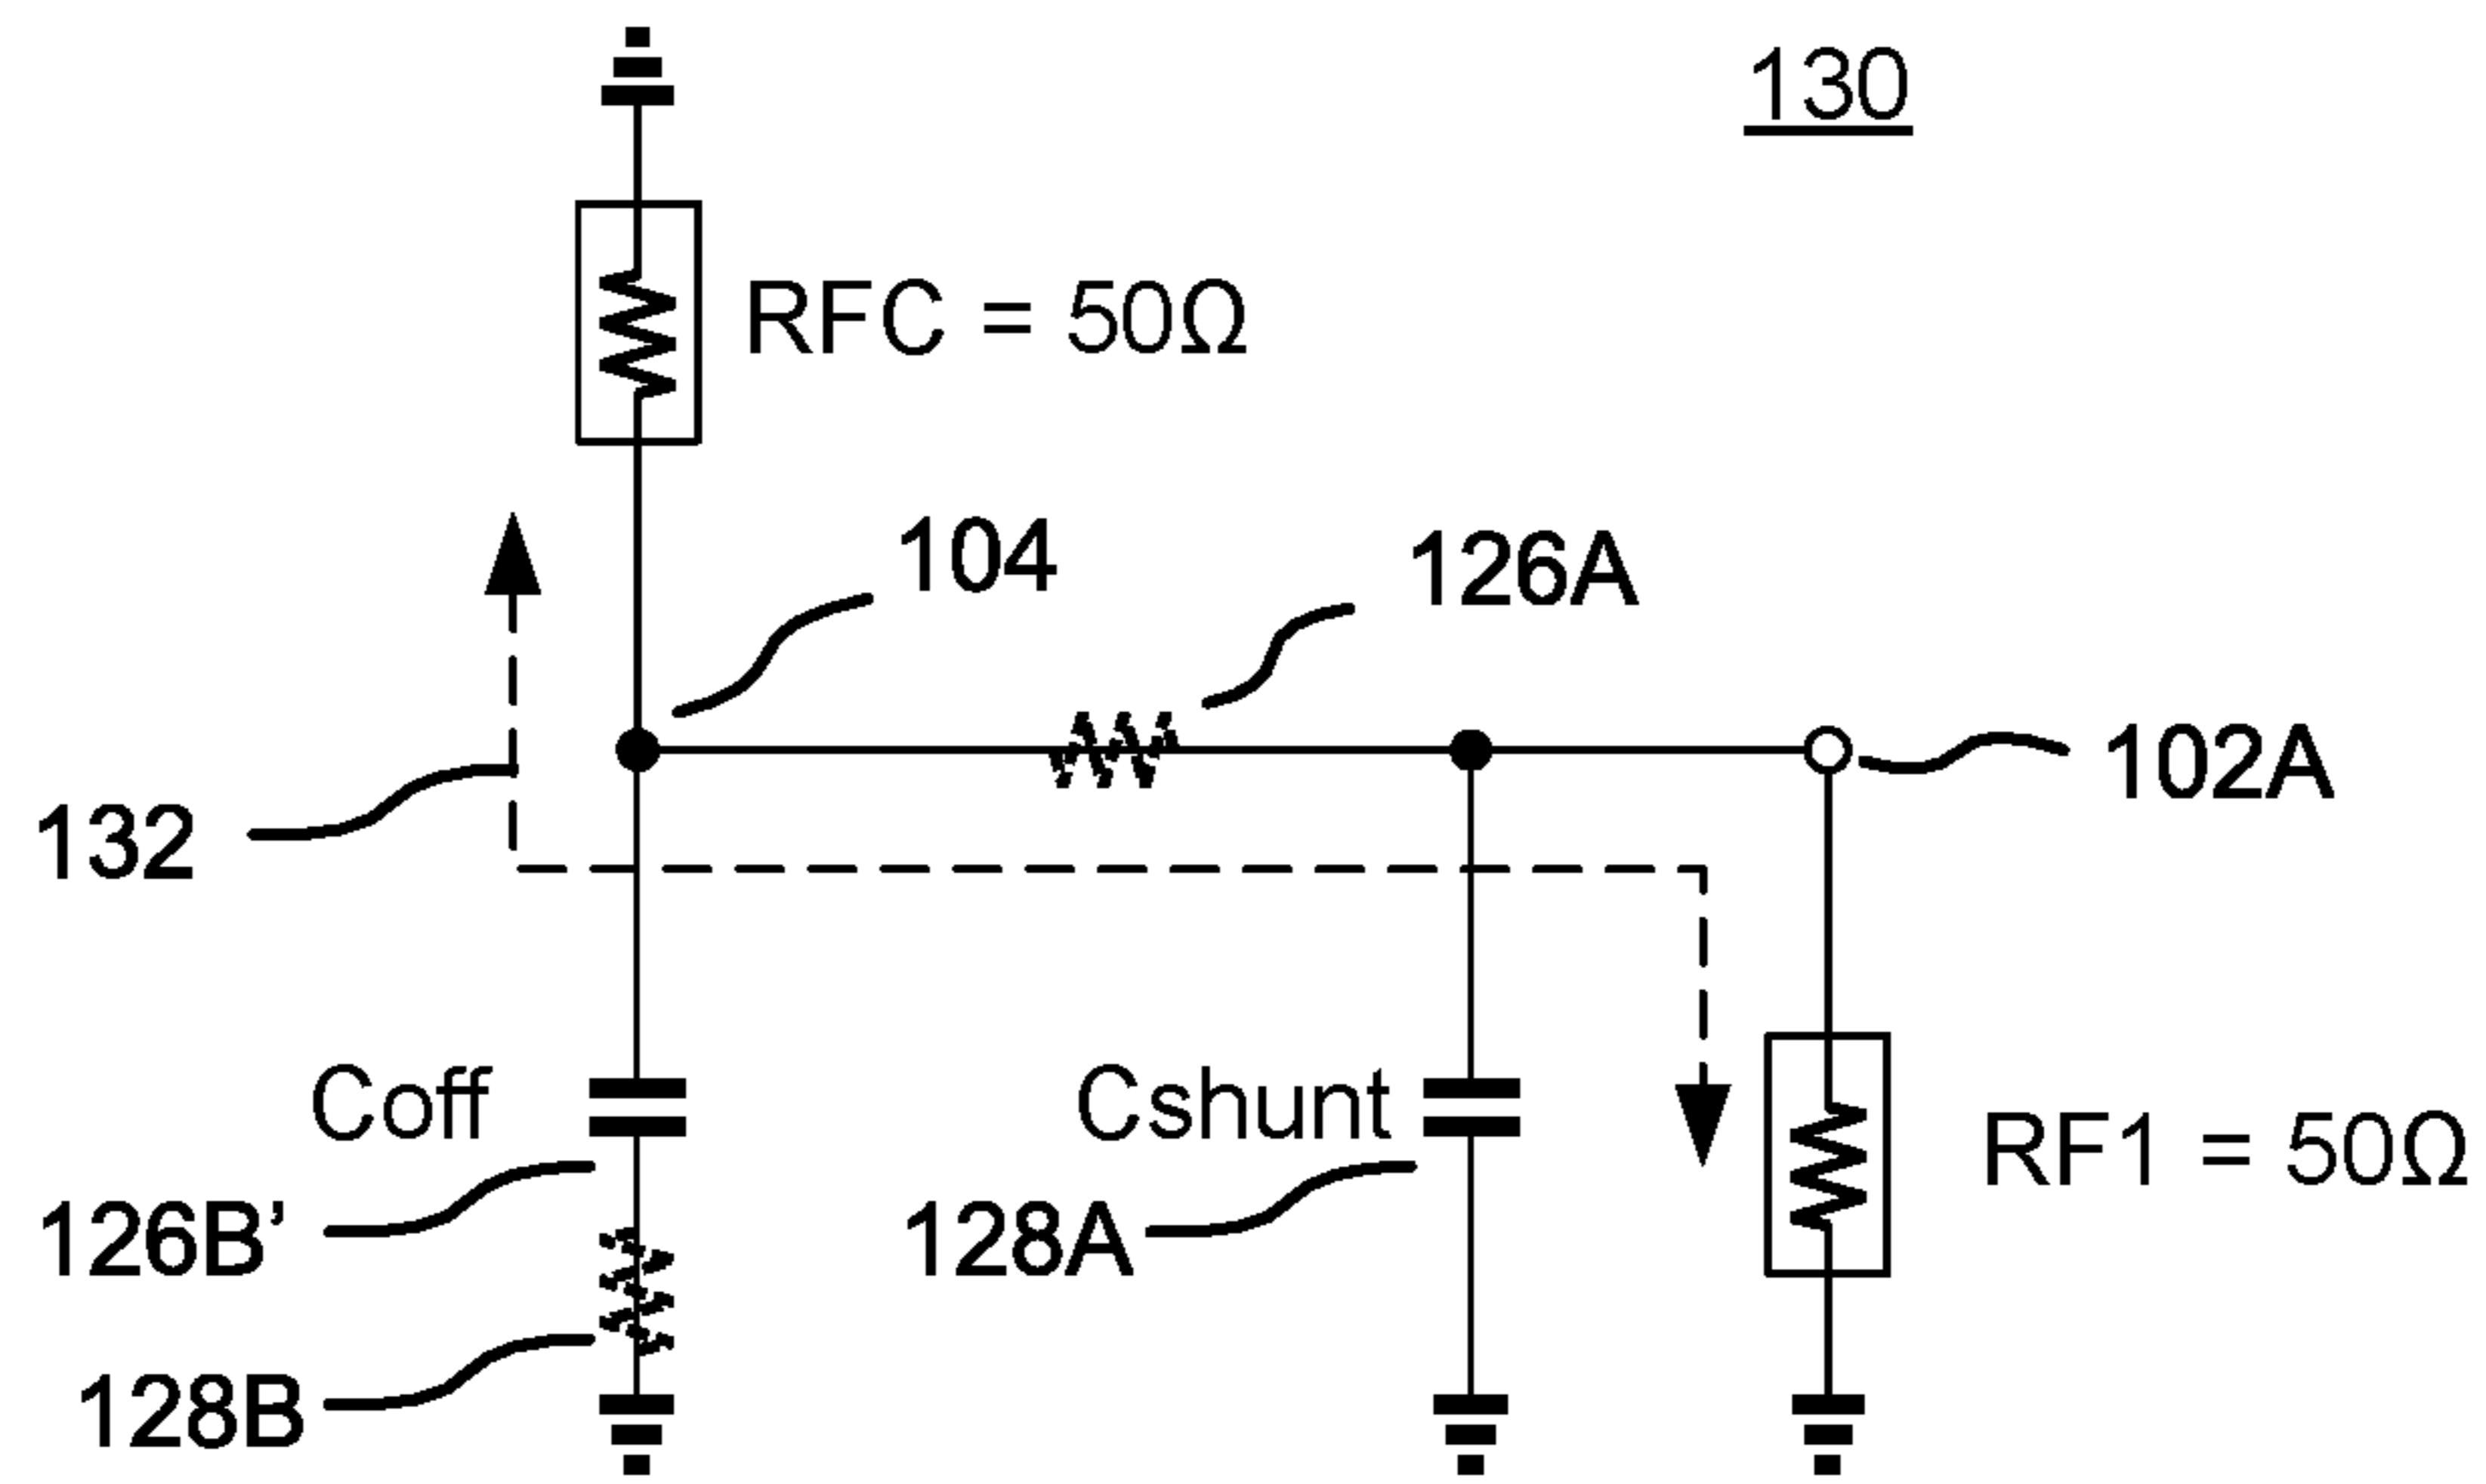 130
RFC = 50Ω
104
126A
102A
132
Coff
Cshunt
RF1 = 50Ω
126B’
128A
128B